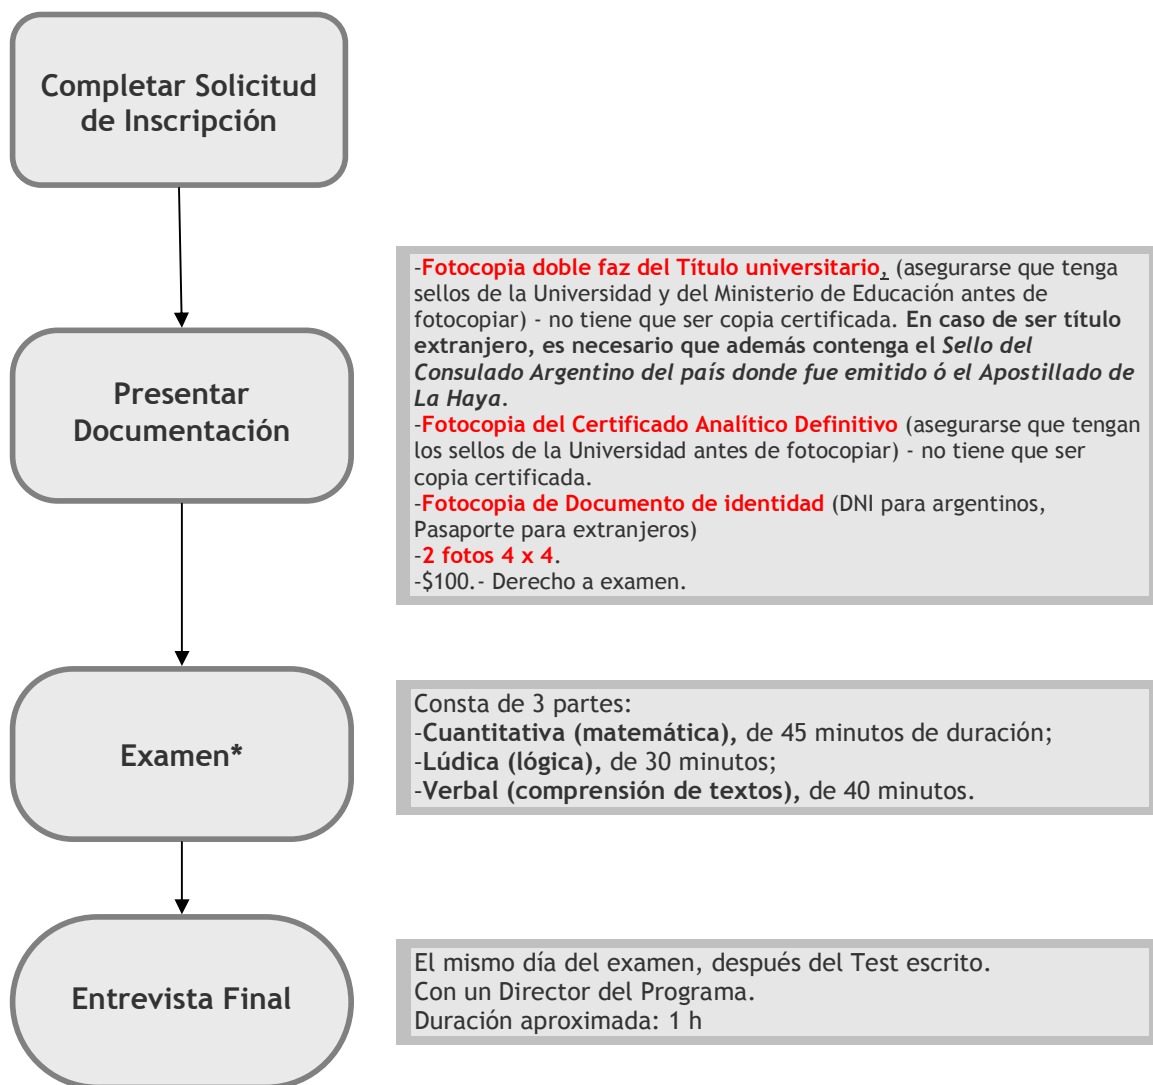 Completar Solicitud
de Inscripción
-Fotocopia doble faz del Título universitario, (asegurarse que tenga
sellos de la Universidad y del Ministerio de Educación antes de
fotocopiar) - no tiene que ser copia certificada. En caso de ser título
extranjero, es necesario que además contenga el Sello del
Consulado Argentino del país donde fue emitido ó el Apostillado de
La Haya.
-Fotocopia del Certificado Analítico Definitivo (asegurarse que tengan
los sellos de la Universidad antes de fotocopiar) - no tiene que ser
copia certificada.
-Fotocopia de Documento de identidad (DNI para argentinos,
Pasaporte para extranjeros)
-2 fotos 4 x 4.
-$100.- Derecho a examen.
Presentar
Documentación
Examen*
Consta de 3 partes:
-Cuantitativa (matemática), de 45 minutos de duración;
-Lúdica (lógica), de 30 minutos;
-Verbal (comprensión de textos), de 40 minutos.
Entrevista Final
El mismo día del examen, después del Test escrito.
Con un Director del Programa.
Duración aproximada: 1 h